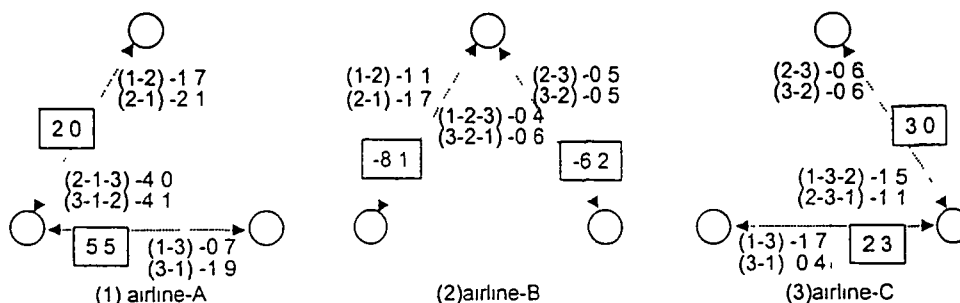 (1-2) -1 7
(2-1) -2 1
2 0
(2-1-3) -4 0
(3-1-2) -4 1
5 5
(1-3) -0 7
(3-1) -1 9
(1) airline-A
(1-2) -1 1
(2-1) -1 7
(2-3) -0 5
(3-2) -0 5
(1-2-3) -0 4
(3-2-1) -0 6
-8 1
-6 2
(2)airline-B
(2-3) -0 6
(3-2) -0 6
3 0
(1-3-2) -1 5
(2-3-1) -1 1
(1-3) -1 7
(3-1) 0 4
2 3
(3)airline-C